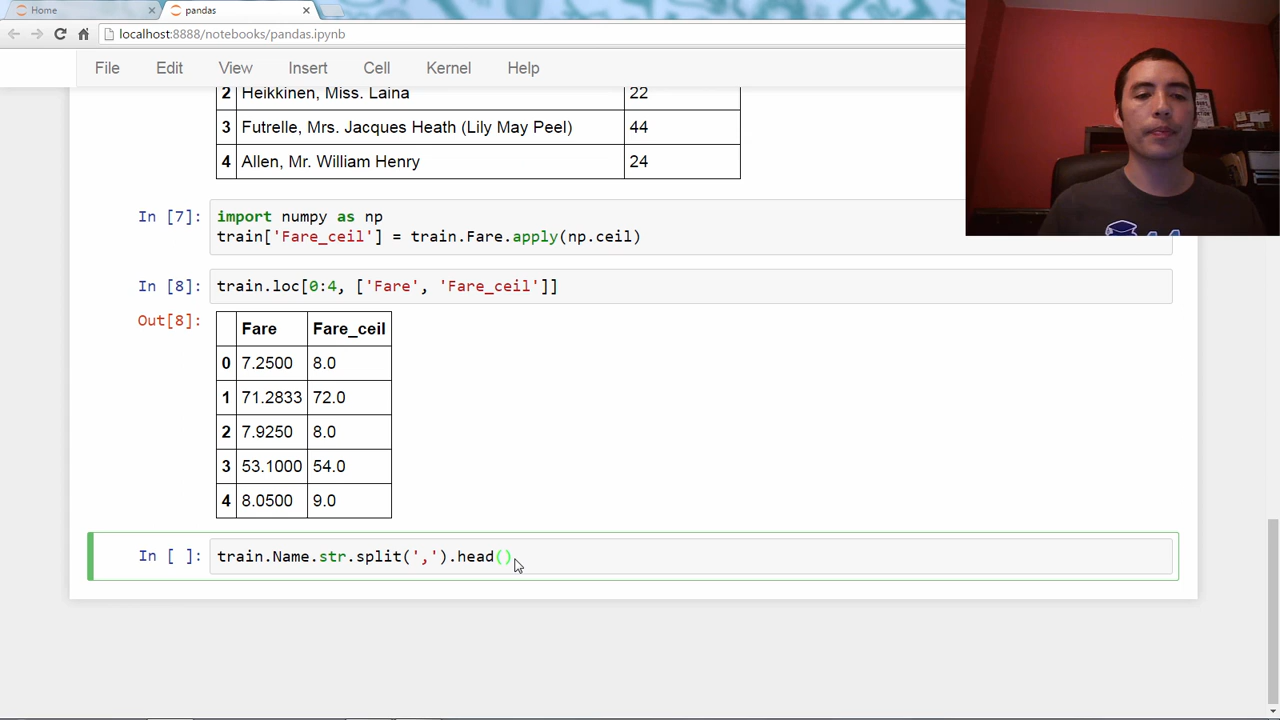 Home
pandas
localhost:8888/notebooks/pandas.ipynb
File Edit View Insert Cell Kernel Help
2 Heikkinen, Miss. Laina 22
3 Futrelle, Mrs. Jacques Heath (Lily May Peel) 44
4 Allen, Mr. William Henry 24
In [7]: import numpy as np
train['Fare_ceil'] = train.Fare.apply(np.ceil)
In [8]: train.loc[0:4, ['Fare', 'Fare_ceil']]
Out[8]:
Fare Fare_ceil
0 7.2500 8.0
1 71.2833 72.0
2 7.9250 8.0
3 53.1000 54.0
4 8.0500 9.0
In [ ]: train.Name.str.split(',').head()